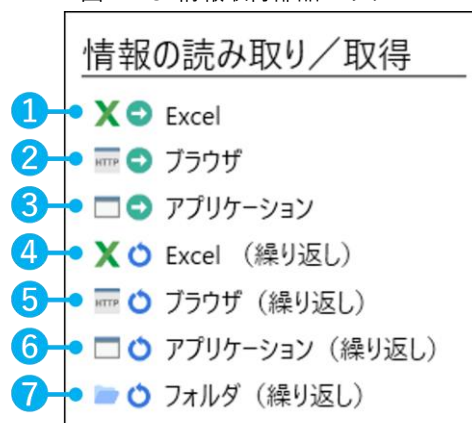 情報の読み取り／取得
1 Excel
2 HTTP ブラウザ
3 アプリケーション
4 Excel （繰り返し）
5 HTTP ブラウザ（繰り返し）
6 アプリケーション（繰り返し）
7 フォルダ（繰り返し）